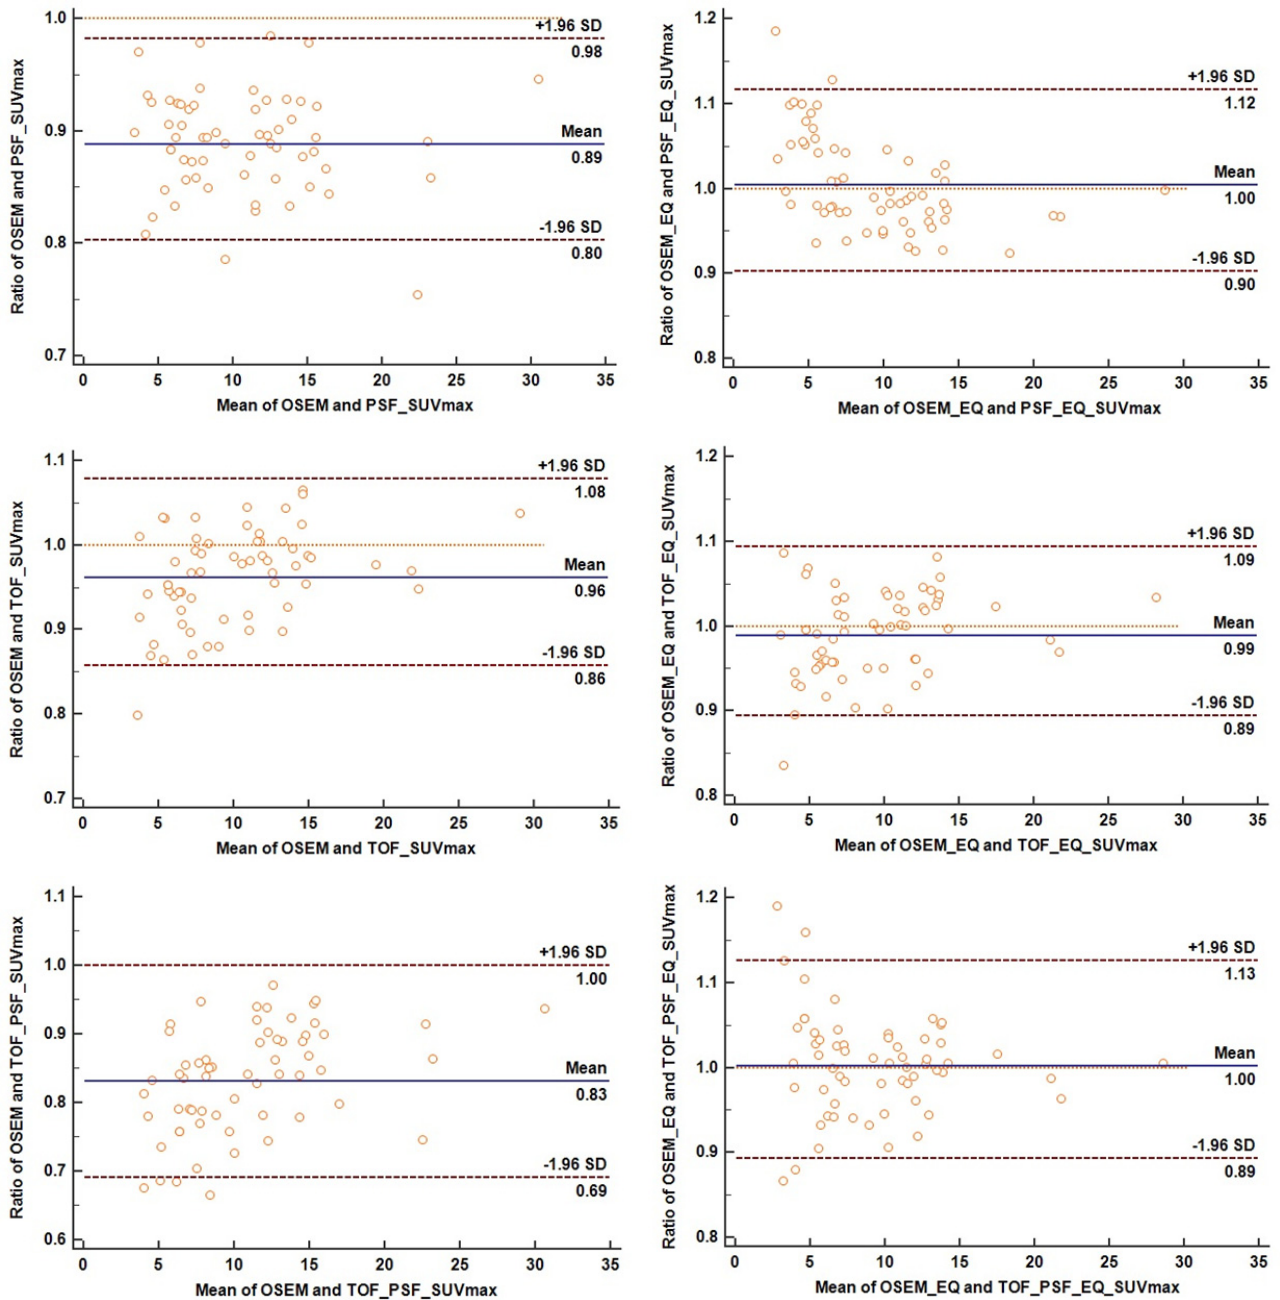 Ratio of OSEM and PSF_SUVmax
1.0
0.9
0.8
0.7
+1.96 SD
0.98
Mean
0.89
-1.96 SD
0.80
0 5 10 15 20 25 30 35
Mean of OSEM and PSF_SUVmax
Ratio of OSEM_EQ and PSF_EQ_SUVmax
1.2
1.1
1.0
0.9
0.8
+1.96 SD
1.12
Mean
1.00
-1.96 SD
0.90
0 5 10 15 20 25 30 35
Mean of OSEM_EQ and PSF_EQ_SUVmax
Ratio of OSEM and TOF_SUVmax
1.1
1.0
0.9
0.8
0.7
+1.96 SD
1.08
Mean
0.96
-1.96 SD
0.86
0 5 10 15 20 25 30 35
Mean of OSEM and TOF_SUVmax
Ratio of OSEM_EQ and TOF_EQ_SUVmax
1.2
1.1
1.0
0.9
0.8
+1.96 SD
1.09
Mean
0.99
-1.96 SD
0.89
0 5 10 15 20 25 30 35
Mean of OSEM_EQ and TOF_EQ_SUVmax
Ratio of OSEM and TOF_PSF_SUVmax
1.1
1.0
0.9
0.8
0.7
0.6
+1.96 SD
1.00
Mean
0.83
-1.96 SD
0.69
0 5 10 15 20 25 30 35
Mean of OSEM and TOF_PSF_SUVmax
Ratio of OSEM_EQ and TOF_PSF_EQ_SUVmax
1.2
1.1
1.0
0.9
0.8
+1.96 SD
1.13
Mean
1.00
-1.96 SD
0.89
0 5 10 15 20 25 30 35
Mean of OSEM_EQ and TOF_PSF_EQ_SUVmax